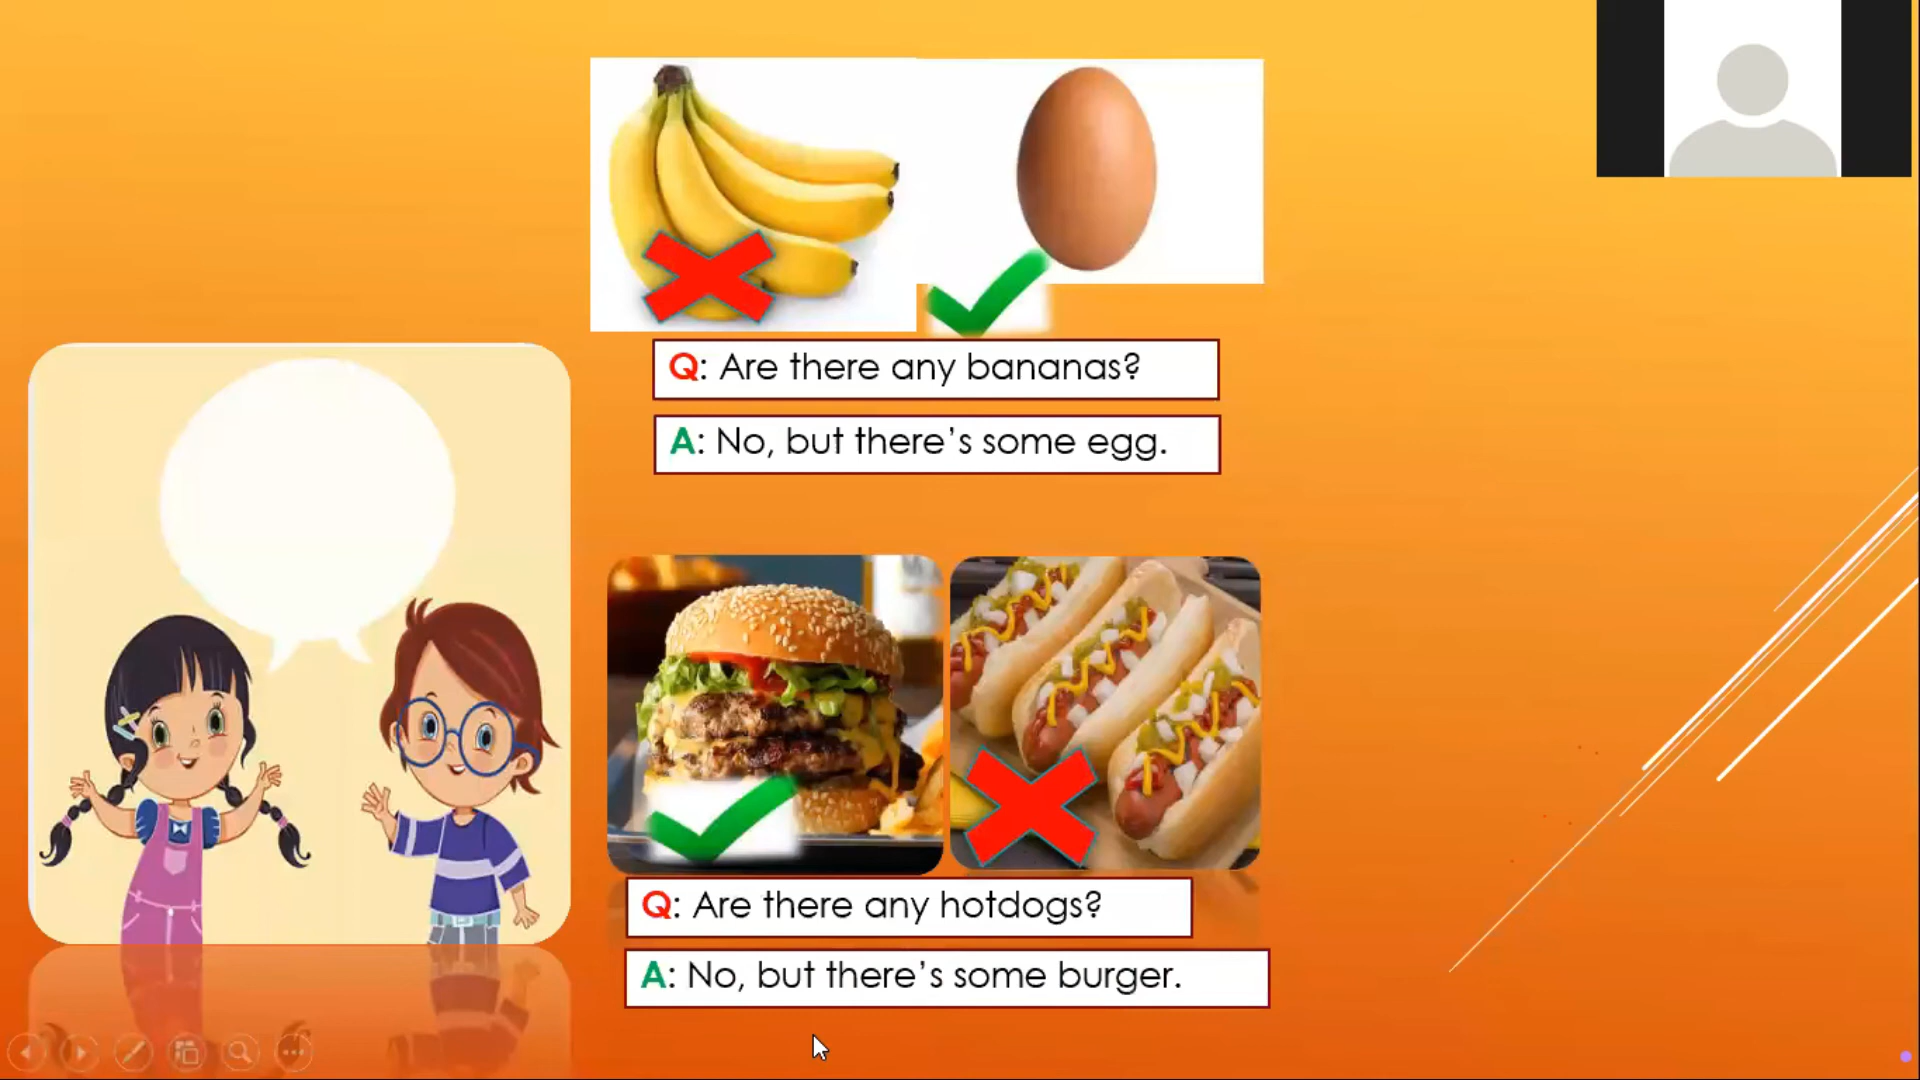 Q: Are there any bananas?
A: No, but there’s some egg.
Q: Are there any hotdogs?
A: No, but there’s some burger.